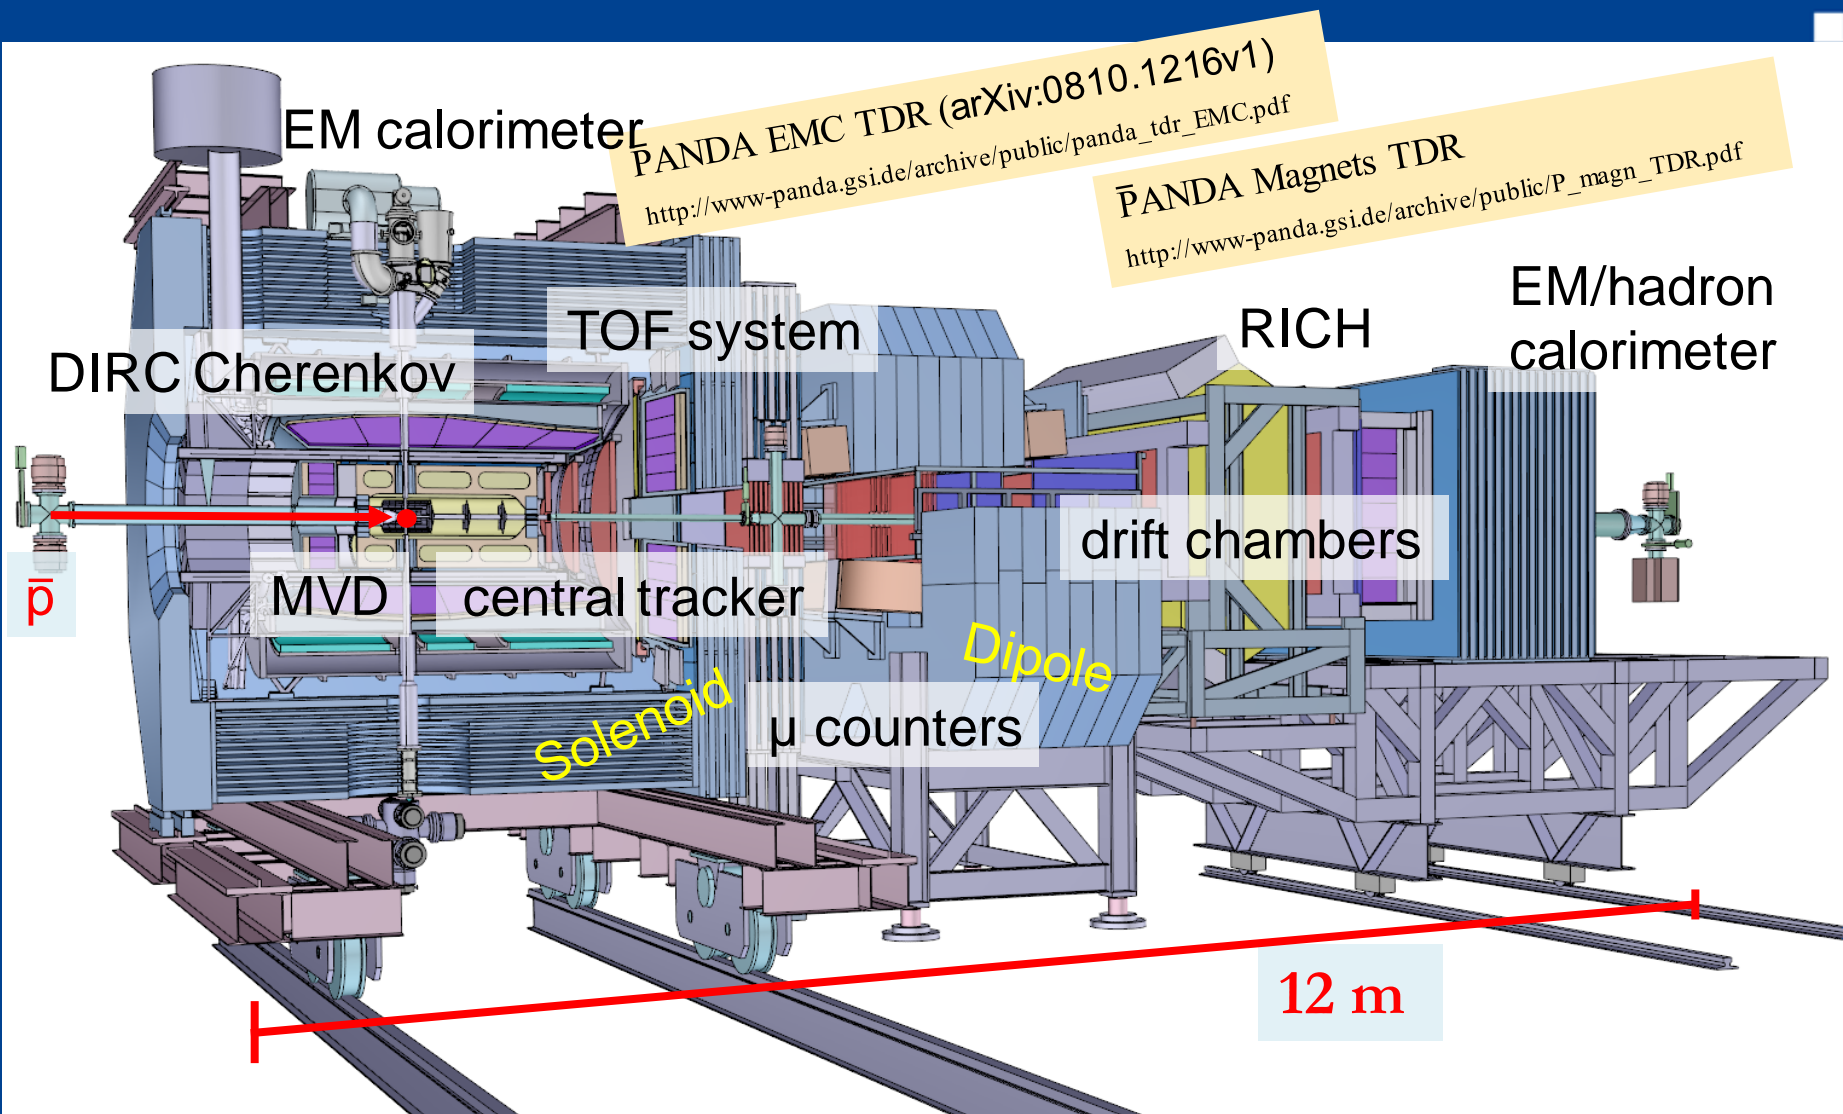 EM calorimeter
PANDA EMC TDR (arXiv:0810.1216v1)
http://www-panda.gsi.de/archive/public/panda_tdr_EMC.pdf
P̄ANDA Magnets TDR
http://www-panda.gsi.de/archive/public/P_magn_TDR.pdf
EM/hadron
calorimeter
RICH
TOF system
DIRC Cherenkov
drift chambers
p̄
MVD
central tracker
Dipole
Solenoid
μ counters
12 m